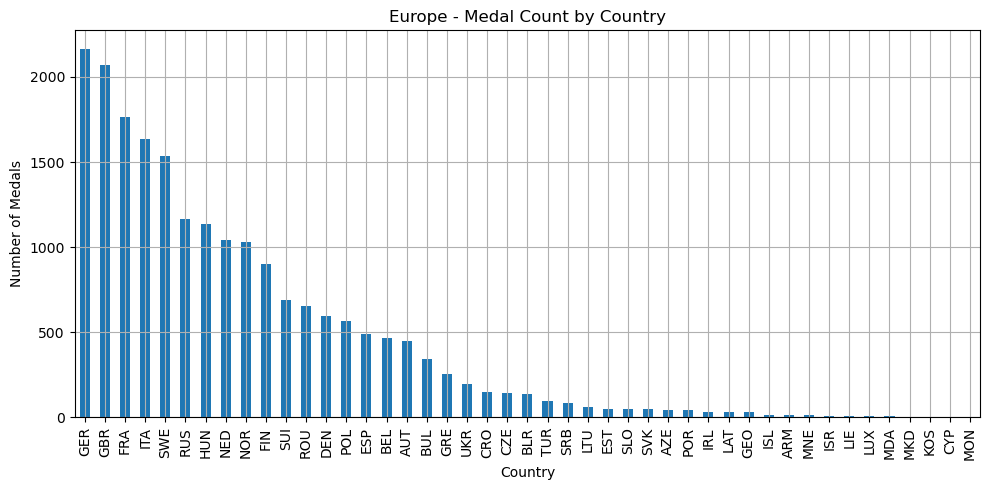 Europe - Medal Count by Country
Number of Medals
2000
1500
1000
500
0
GER GBR FRA ITA SWE RUS HUN NED NOR FIN SUI ROU DEN POL ESP BEL AUT BUL GRE UKR CRO CZE BLR TUR SRB LTU EST SLO SVK AZE POR IRL LAT GEO ISL ARM MNE ISR LIE LUX MDA MKD KOS CYP MON
Country